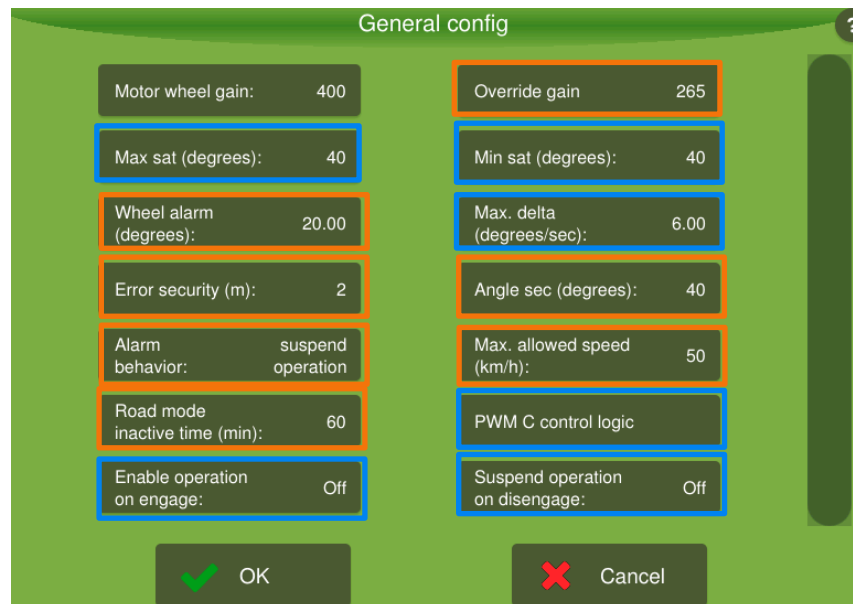 General config
?
Motor wheel gain: 400
Override gain 265
Max sat (degrees): 40
Min sat (degrees): 40
Wheel alarm
(degrees): 20.00
Max. delta
(degrees/sec): 6.00
Error security (m): 2
Angle sec (degrees): 40
Alarm suspend
behavior: operation
Max. allowed speed
(km/h): 50
Road mode
inactive time (min): 60
PWM C control logic
Enable operation
on engage: Off
Suspend operation
on disengage: Off
OK
Cancel